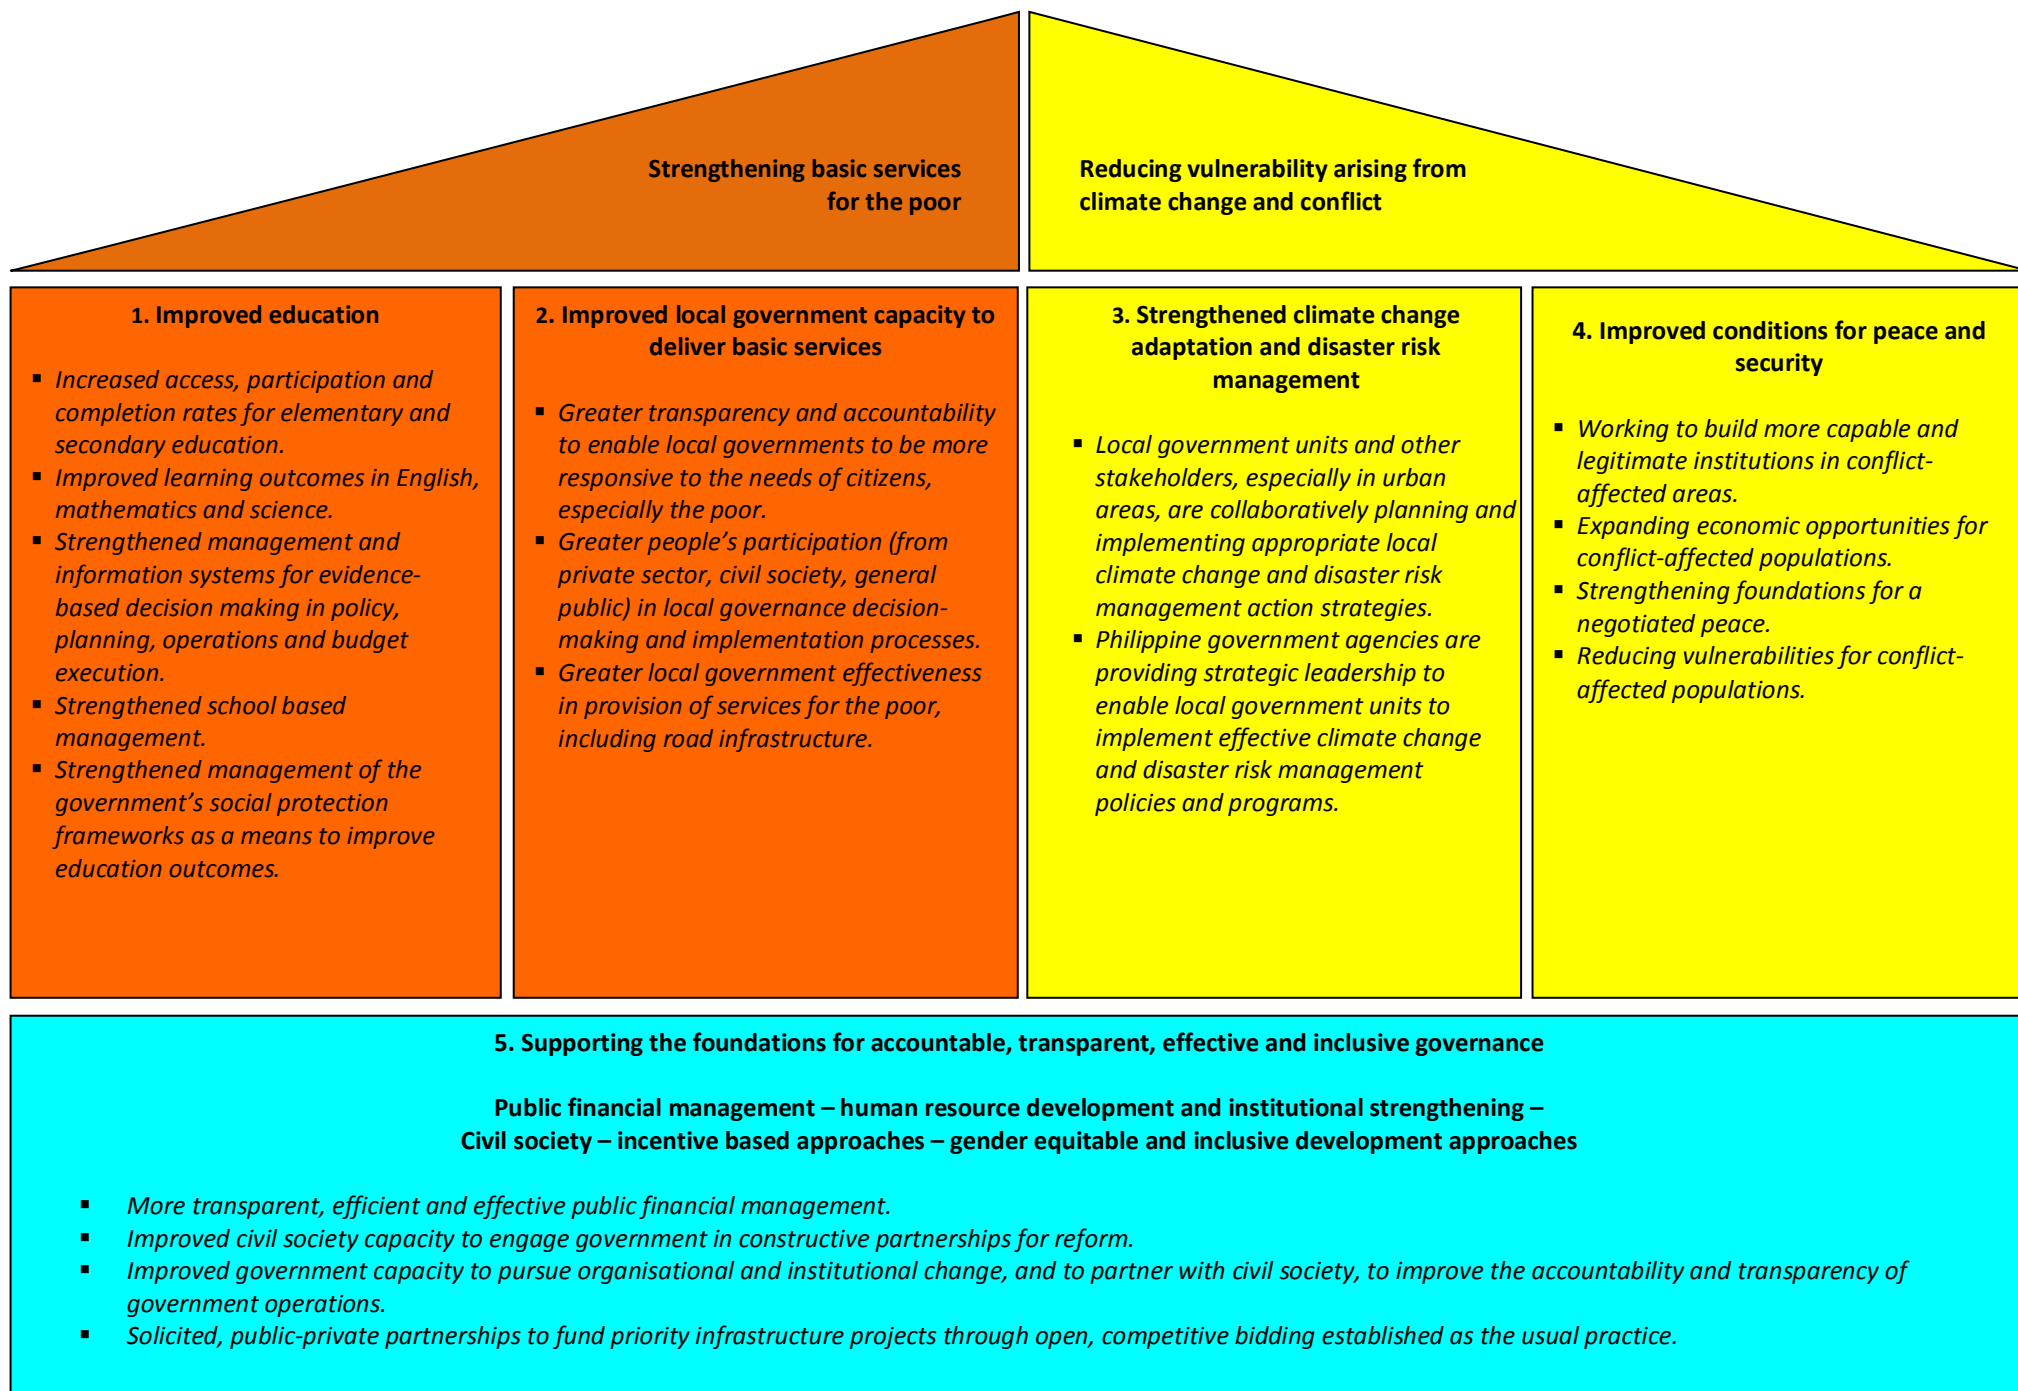 Strengthening basic services
for the poor
Reducing vulnerability arising from
climate change and conflict
1. Improved education
▪ Increased access, participation and
completion rates for elementary and
secondary education.
▪ Improved learning outcomes in English,
mathematics and science.
▪ Strengthened management and
information systems for evidence-
based decision making in policy,
planning, operations and budget
execution.
▪ Strengthened school based
management.
▪ Strengthened management of the
government’s social protection
frameworks as a means to improve
education outcomes.
2. Improved local government capacity to
deliver basic services
▪ Greater transparency and accountability
to enable local governments to be more
responsive to the needs of citizens,
especially the poor.
▪ Greater people’s participation (from
private sector, civil society, general
public) in local governance decision-
making and implementation processes.
▪ Greater local government effectiveness
in provision of services for the poor,
including road infrastructure.
3. Strengthened climate change
adaptation and disaster risk
management
▪ Local government units and other
stakeholders, especially in urban
areas, are collaboratively planning and
implementing appropriate local
climate change and disaster risk
management action strategies.
▪ Philippine government agencies are
providing strategic leadership to
enable local government units to
implement effective climate change
and disaster risk management
policies and programs.
4. Improved conditions for peace and
security
▪ Working to build more capable and
legitimate institutions in conflict-
affected areas.
▪ Expanding economic opportunities for
conflict-affected populations.
▪ Strengthening foundations for a
negotiated peace.
▪ Reducing vulnerabilities for conflict-
affected populations.
5. Supporting the foundations for accountable, transparent, effective and inclusive governance
Public financial management – human resource development and institutional strengthening –
Civil society – incentive based approaches – gender equitable and inclusive development approaches
▪ More transparent, efficient and effective public financial management.
▪ Improved civil society capacity to engage government in constructive partnerships for reform.
▪ Improved government capacity to pursue organisational and institutional change, and to partner with civil society, to improve the accountability and transparency of
government operations.
▪ Solicited, public-private partnerships to fund priority infrastructure projects through open, competitive bidding established as the usual practice.